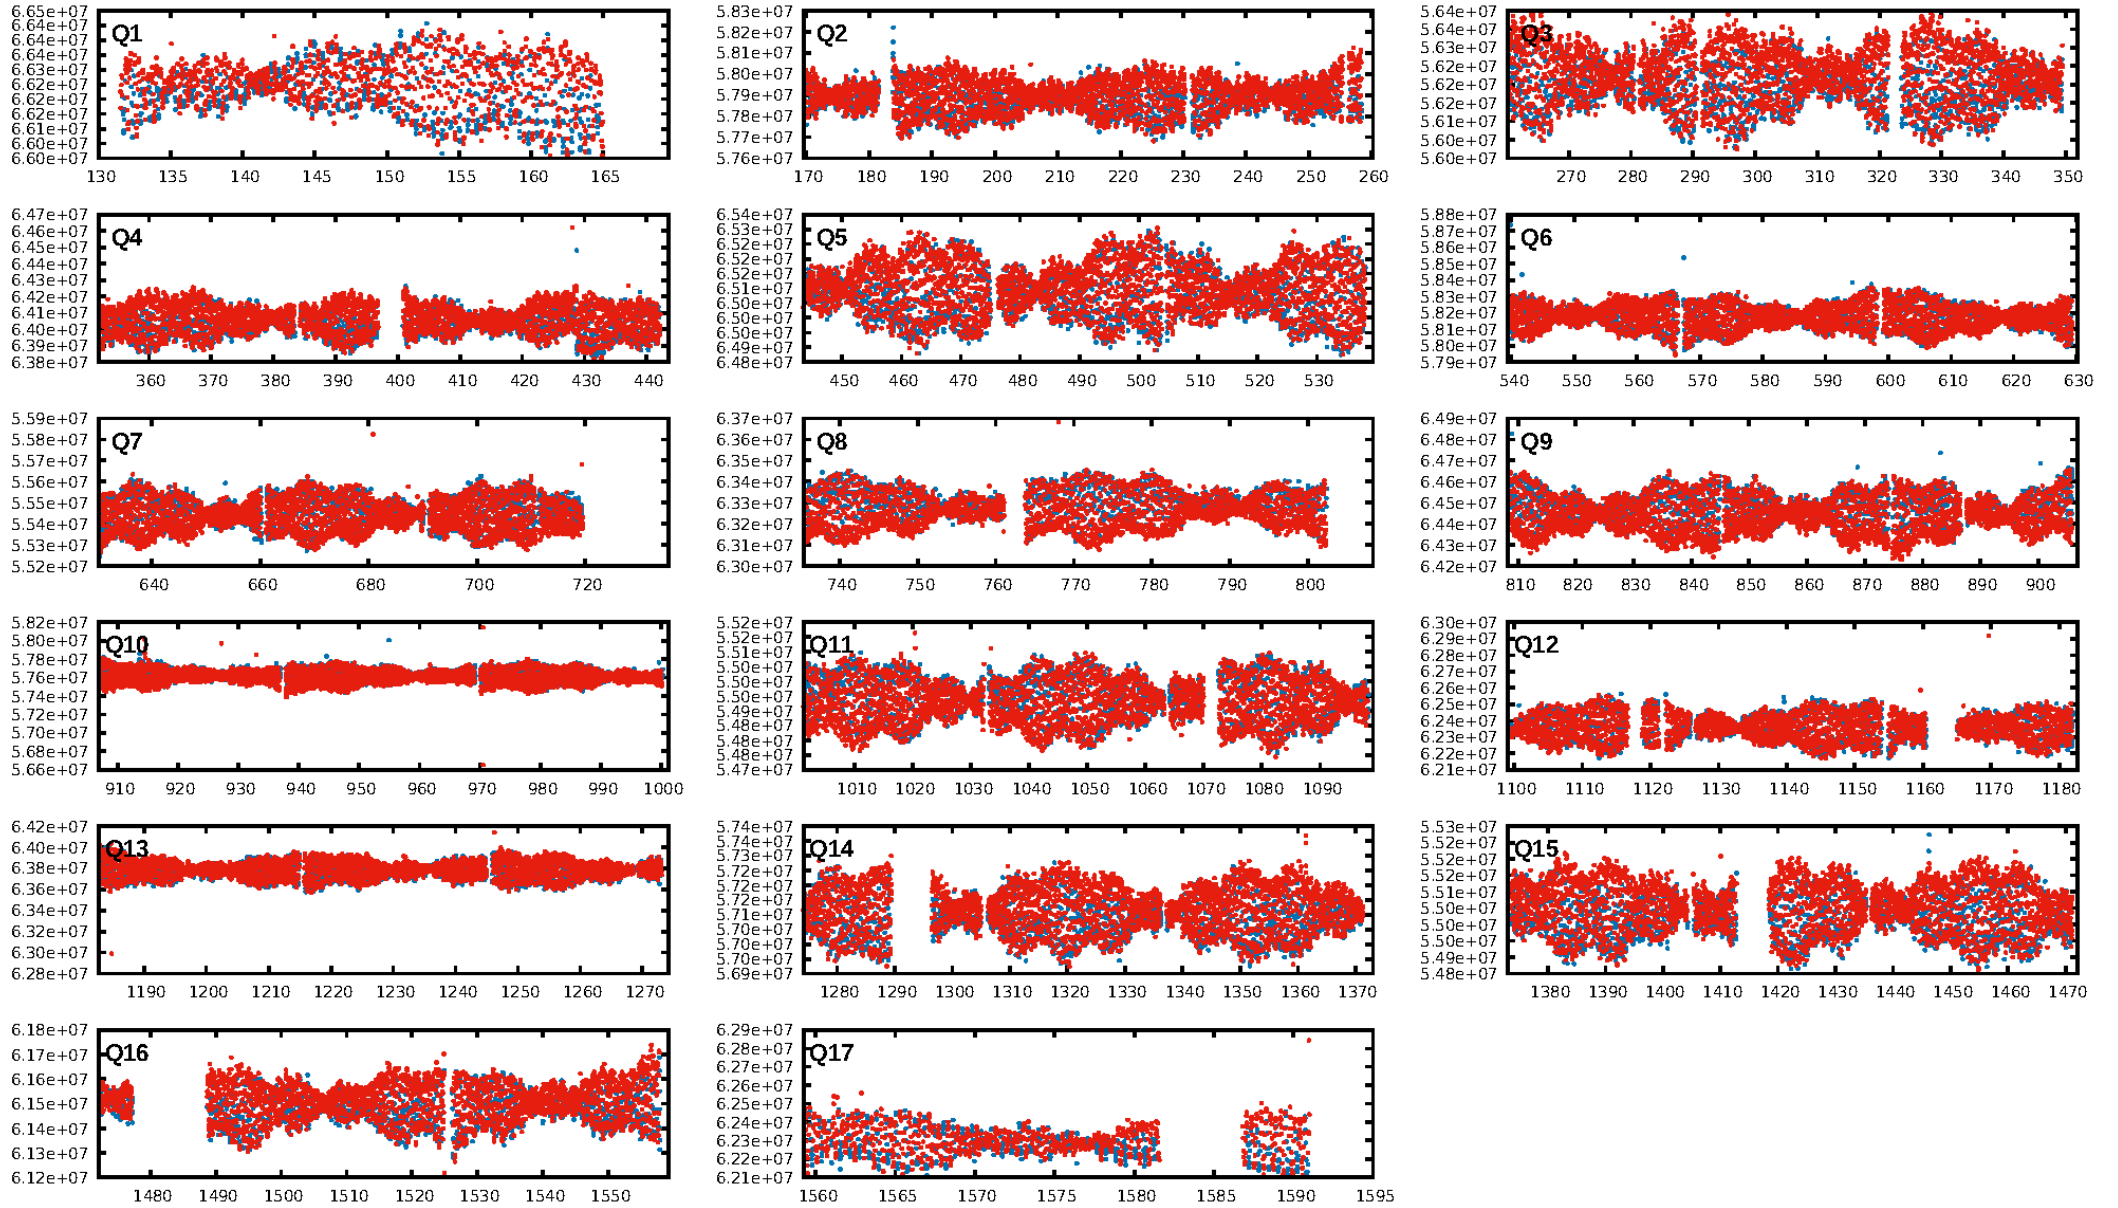 6.65e+07
6.64e+07
6.64e+07
6.64e+07
6.63e+07
6.62e+07
6.62e+07
6.62e+07
6.61e+07
6.60e+07
6.60e+07
Q1
130 135 140 145 150 155 160 165
5.83e+07
5.82e+07
5.81e+07
5.80e+07
5.79e+07
5.78e+07
5.77e+07
5.76e+07
Q2
170 180 190 200 210 220 230 240 250 260
5.64e+07
5.64e+07
5.63e+07
5.62e+07
5.62e+07
5.62e+07
5.61e+07
5.60e+07
5.60e+07
Q3
270 280 290 300 310 320 330 340 350
6.47e+07
6.46e+07
6.45e+07
6.44e+07
6.43e+07
6.42e+07
6.41e+07
6.40e+07
6.39e+07
6.38e+07
Q4
360 370 380 390 400 410 420 430 440
6.54e+07
6.53e+07
6.52e+07
6.52e+07
6.52e+07
6.51e+07
6.50e+07
6.50e+07
6.50e+07
6.49e+07
6.48e+07
Q5
450 460 470 480 490 500 510 520 530
5.88e+07
5.87e+07
5.86e+07
5.85e+07
5.84e+07
5.83e+07
5.82e+07
5.81e+07
5.80e+07
5.79e+07
Q6
540 550 560 570 580 590 600 610 620 630
5.59e+07
5.58e+07
5.57e+07
5.56e+07
5.55e+07
5.54e+07
5.53e+07
5.52e+07
Q7
640 660 680 700 720
6.37e+07
6.36e+07
6.35e+07
6.34e+07
6.33e+07
6.32e+07
6.31e+07
6.30e+07
Q8
740 750 760 770 780 790 800
6.49e+07
6.48e+07
6.47e+07
6.46e+07
6.45e+07
6.44e+07
6.43e+07
6.42e+07
Q9
810 820 830 840 850 860 870 880 890 900
5.82e+07
5.80e+07
5.78e+07
5.76e+07
5.74e+07
5.72e+07
5.70e+07
5.68e+07
5.66e+07
Q10
910 920 930 940 950 960 970 980 990 1000
5.52e+07
5.52e+07
5.51e+07
5.50e+07
5.50e+07
5.50e+07
5.49e+07
5.48e+07
5.48e+07
5.48e+07
5.47e+07
Q11
1010 1020 1030 1040 1050 1060 1070 1080 1090
6.30e+07
6.29e+07
6.28e+07
6.27e+07
6.26e+07
6.25e+07
6.24e+07
6.23e+07
6.22e+07
6.21e+07
Q12
1100 1110 1120 1130 1140 1150 1160 1170 1180
6.42e+07
6.40e+07
6.38e+07
6.36e+07
6.34e+07
6.32e+07
6.30e+07
6.28e+07
Q13
1190 1200 1210 1220 1230 1240 1250 1260 1270
5.74e+07
5.74e+07
5.73e+07
5.72e+07
5.72e+07
5.72e+07
5.71e+07
5.70e+07
5.70e+07
5.70e+07
5.69e+07
Q14
1280 1290 1300 1310 1320 1330 1340 1350 1360 1370
5.53e+07
5.52e+07
5.52e+07
5.52e+07
5.51e+07
5.50e+07
5.50e+07
5.50e+07
5.49e+07
5.48e+07
Q15
1380 1390 1400 1410 1420 1430 1440 1450 1460 1470
6.18e+07
6.17e+07
6.16e+07
6.15e+07
6.14e+07
6.13e+07
6.12e+07
Q16
1480 1490 1500 1510 1520 1530 1540 1550
6.29e+07
6.28e+07
6.27e+07
6.26e+07
6.25e+07
6.24e+07
6.23e+07
6.22e+07
6.21e+07
Q17
1560 1565 1570 1575 1580 1585 1590 1595